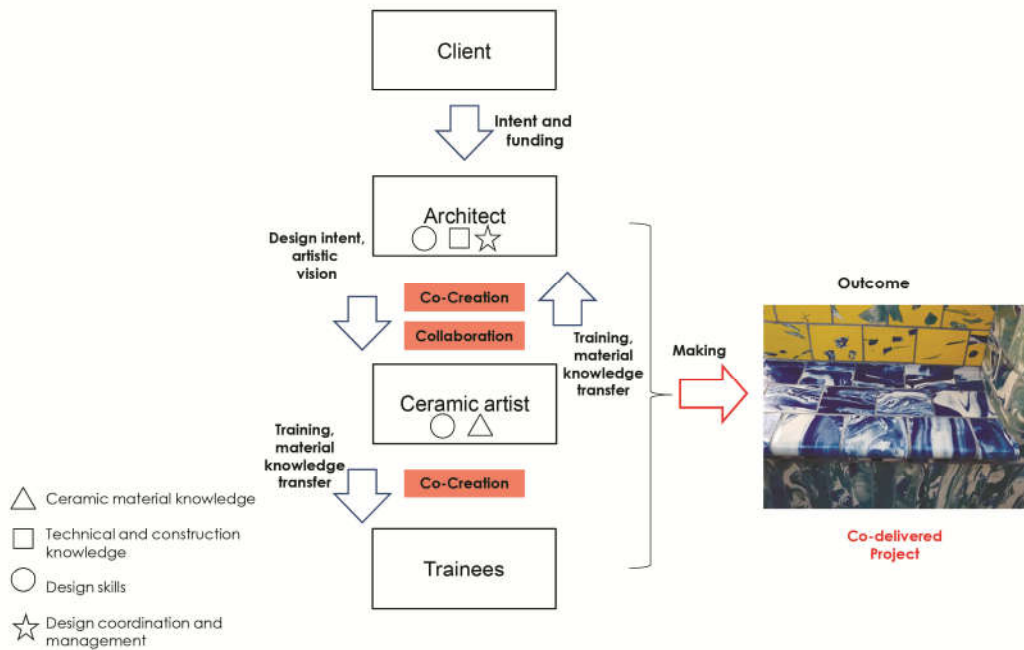 Client
Intent and
funding
Architect
Design intent,
artistic
vision
Co-Creation
Collaboration
Training,
material
knowledge
transfer
Ceramic artist
Training,
material
knowledge
transfer
Co-Creation
Trainees
Making
Outcome
Co-delivered
Project
Ceramic material knowledge
Technical and construction
knowledge
Design skills
Design coordination and
management